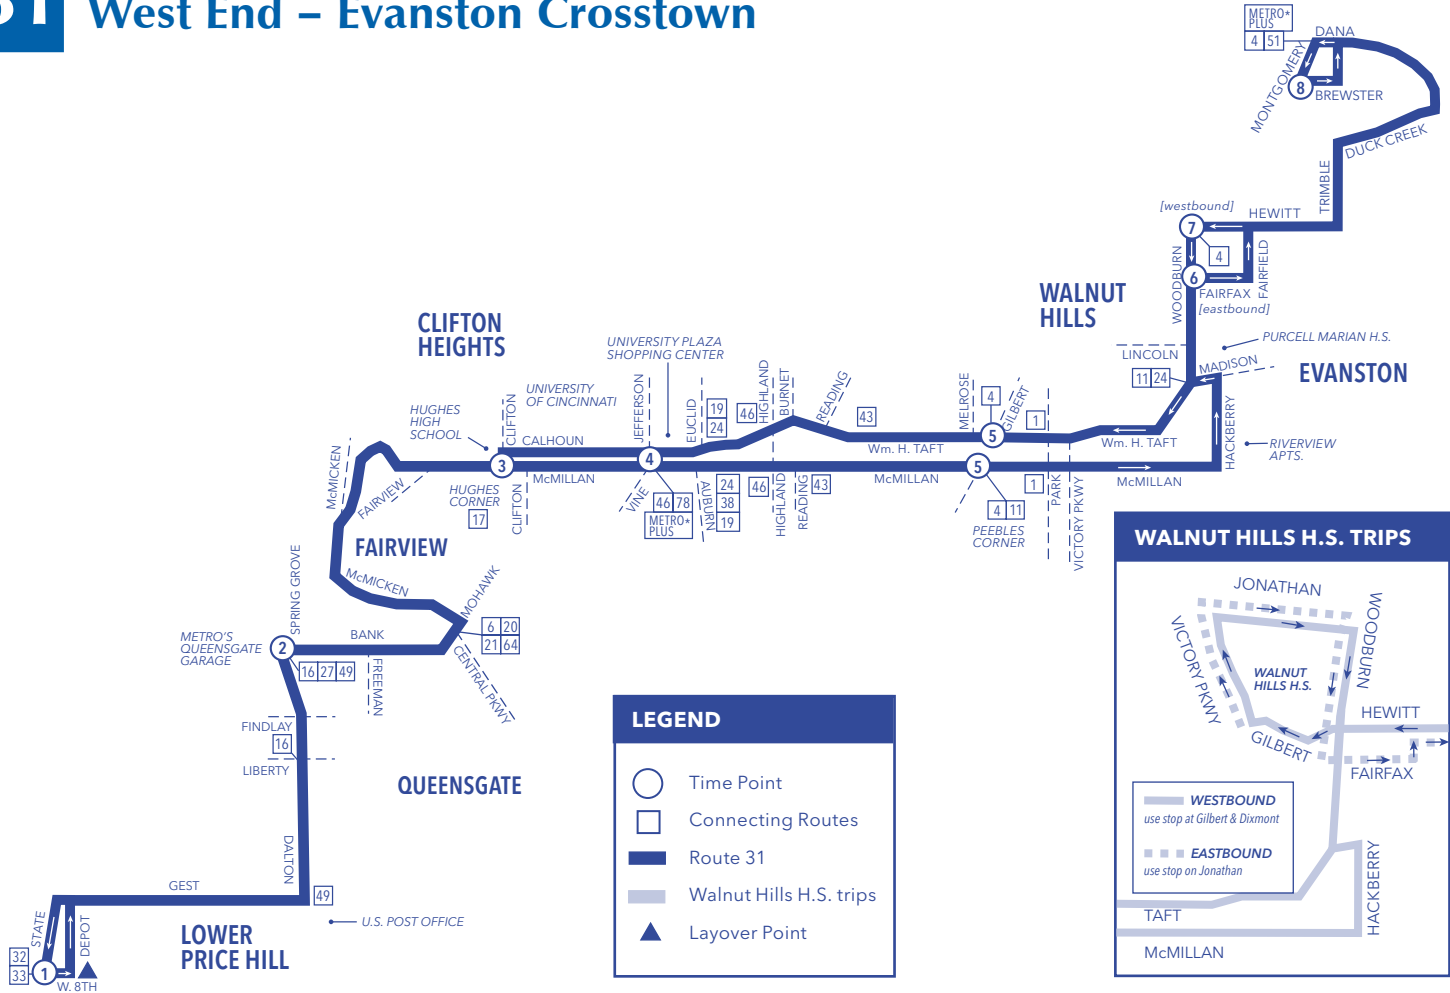 31
West End – Evanston Crosstown
METRO*
PLUS
4 51
DANA
MONTGOMERY
8
BREWSTER
DUCK CREEK
TRIMBLE
[westbound]
HEWITT
7
4
WOODBURN
FAIRFIELD
6
FAIRFAX
[eastbound]
WALNUT
HILLS
PURCELL MARIAN H.S.
LINCOLN
MADISON
11 24
EVANSTON
HACKBERRY
RIVERVIEW
APTS.
CLIFTON
HEIGHTS
UNIVERSITY PLAZA
SHOPPING CENTER
UNIVERSITY
OF CINCINNATI
HUGHES
HIGH
SCHOOL
CLIFTON
CALHOUN
JEFFERSON
EUCLID
19
24
46
HIGHLAND
BURNET
READING
43
MELROSE
4
GILBERT
1
5
Wm. H. TAFT
Wm. H. TAFT
3
McMILLAN
4
McMILLAN
5
McMILLAN
McMICKEN
FAIRVIEW
HUGHES
CORNER
17
CLIFTON
VINE
46 78
METRO*
PLUS
AUBURN
24
38
19
46
HIGHLAND
READING
43
4 11
PEEBLES
CORNER
1
PARK
VICTORY PKWY
FAIRVIEW
McMICKEN
MOHAWK
SPRING GROVE
METRO'S
QUEENSGATE
GARAGE
2
BANK
16 27 49
FREEMAN
6 20
21 64
CENTRAL PKWY
FINDLAY
16
LIBERTY
QUEENSGATE
DALTON
GEST
49
U.S. POST OFFICE
STATE
DEPOT
LOWER
PRICE HILL
32
33
1
W. 8TH
LEGEND
Time Point
Connecting Routes
Route 31
Walnut Hills H.S. trips
Layover Point
WALNUT HILLS H.S. TRIPS
JONATHAN
WOODBURN
VICTORY PKWY
WALNUT
HILLS H.S.
HEWITT
GILBERT
FAIRFAX
WESTBOUND
use stop at Gilbert & Dixmont
EASTBOUND
use stop on Jonathan
HACKBERRY
TAFT
McMILLAN